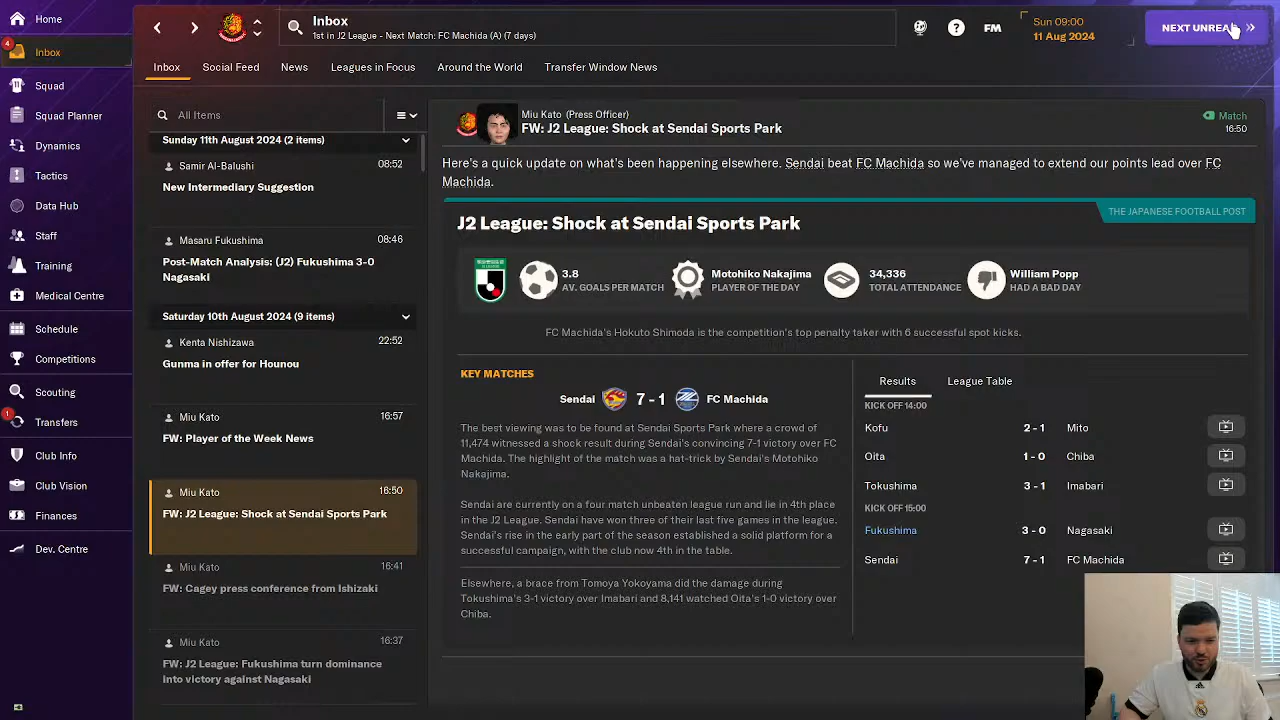 Home
4
Inbox
Squad
Squad Planner
Dynamics
Tactics
Data Hub
Staff
Training
Medical Centre
Schedule
Competitions
Scouting
1
Transfers
Club Info
Club Vision
Finances
Dev. Centre
Inbox
1st in J2 League - Next Match: FC Machida (A) (7 days)
?
FM
Sun 09:00
11 Aug 2024
NEXT UNREA
Inbox
Social Feed
News
Leagues in Focus
Around the World
Transfer Window News
All Items
Sunday 11th August 2024 (2 items)
Samir Al-Balushi
08:52
New Intermediary Suggestion
Masaru Fukushima
08:46
Post-Match Analysis: (J2) Fukushima 3-0
Nagasaki
Saturday 10th August 2024 (9 items)
Kenta Nishizawa
22:52
Gunma in offer for Hounou
Miu Kato
16:57
FW: Player of the Week News
Miu Kato
16:50
FW: J2 League: Shock at Sendai Sports Park
Miu Kato
16:41
FW: Cagey press conference from Ishizaki
Miu Kato
16:37
FW: J2 League: Fukushima turn dominance
into victory against Nagasaki
Miu Kato (Press Officer)
FW: J2 League: Shock at Sendai Sports Park
Match
16:50
Here's a quick update on what's been happening elsewhere. Sendai beat FC Machida so we've managed to extend our points lead over FC
Machida.
THE JAPANESE FOOTBALL POST
J2 League: Shock at Sendai Sports Park
3.8
AV. GOALS PER MATCH
Motohiko Nakajima
PLAYER OF THE DAY
34,336
TOTAL ATTENDANCE
William Popp
HAD A BAD DAY
FC Machida's Hokuto Shimoda is the competition's top penalty taker with 6 successful spot kicks.
KEY MATCHES
Sendai 7 - 1 FC Machida
The best viewing was to be found at Sendai Sports Park where a crowd of
11,474 witnessed a shock result during Sendai's convincing 7-1 victory over FC
Machida. The highlight of the match was a hat-trick by Sendai's Motohiko
Nakajima.
Sendai are currently on a four match unbeaten league run and lie in 4th place
in the J2 League. Sendai have won three of their last five games in the league.
Sendai's rise in the early part of the season established a solid platform for a
successful campaign, with the club now 4th in the table.
Elsewhere, a brace from Tomoya Yokoyama did the damage during
Tokushima's 3-1 victory over Imabari and 8,141 watched Oita's 1-0 victory over
Chiba.
Results
League Table
KICK OFF 14:00
Kofu 2 - 1 Mito
Oita 1 - 0 Chiba
Tokushima 3 - 1 Imabari
KICK OFF 15:00
Fukushima 3 - 0 Nagasaki
Sendai 7 - 1 FC Machida